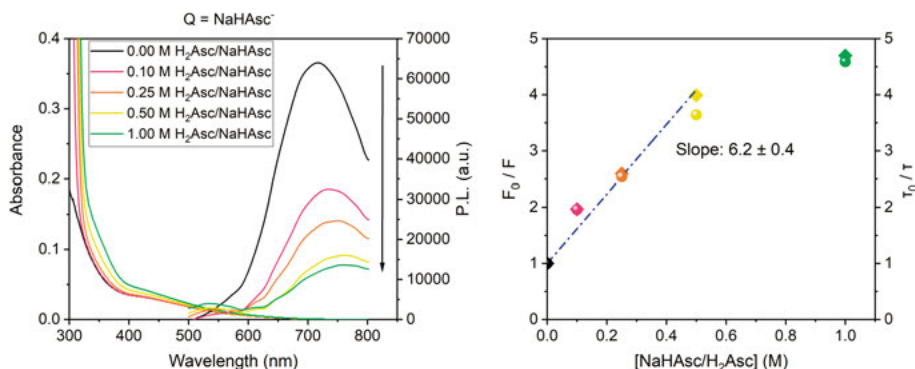 Q = NaHAsc⁻
0.4
0.3
0.2
0.1
0.0
Absorbance
0.00 M H₂Asc/NaHAsc
0.10 M H₂Asc/NaHAsc
0.25 M H₂Asc/NaHAsc
0.50 M H₂Asc/NaHAsc
1.00 M H₂Asc/NaHAsc
70000
60000
50000
40000
30000
20000
10000
0
P.L. (a.u.)
300 400 500 600 700 800
Wavelength (nm)
5
4
3
2
1
0
F₀ / F
Slope: 6.2 ± 0.4
5
4
3
2
1
0
τ₀ / τ
0.0 0.2 0.4 0.6 0.8 1.0
[NaHAsc/H₂Asc] (M)